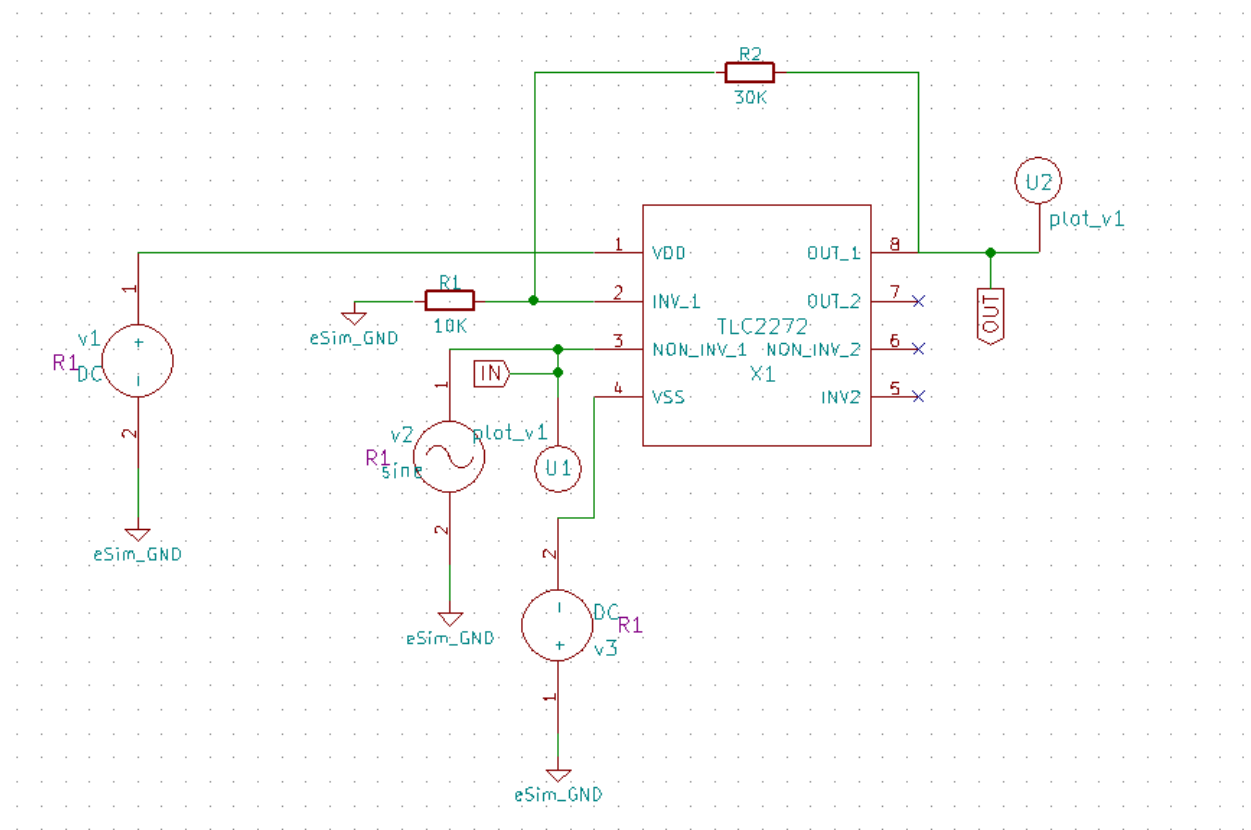 R2
30K
U2
plot_v1
1
VDD
OUT_1
8
R1
10K
2
INV_1
OUT_2
7
eSim_GND
TLC2272
OUT
1
v1
R1
DC
+
3
NON_INV_1
NON_INV_2
6
IN
X1
1
4
VSS
INV2
5
2
v2
plot_v1
R1
sine
U1
2
eSim_GND
2
DC
R1
+
v3
eSim_GND
1
eSim_GND